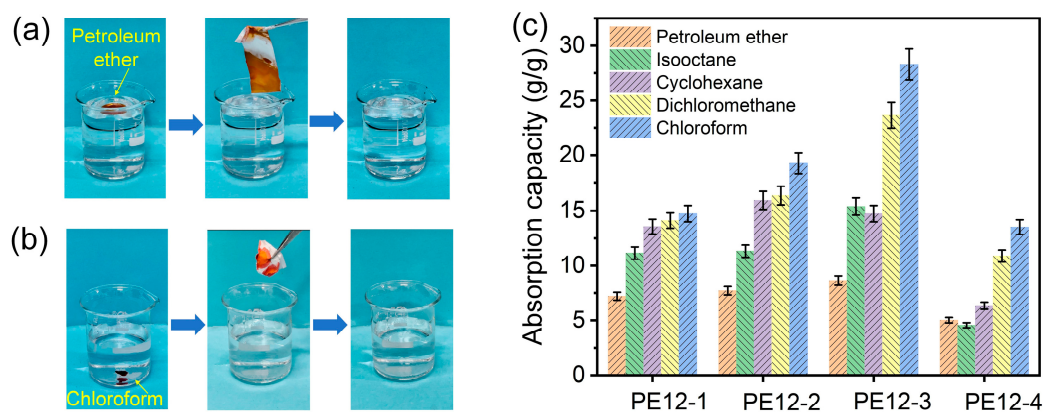 (a)
Petroleum
ether
(b)
Chloroform
(c)
Absorption capacity (g/g)
30
25
20
15
10
5
0
Petroleum ether
Isooctane
Cyclohexane
Dichloromethane
Chloroform
PE12-1
PE12-2
PE12-3
PE12-4